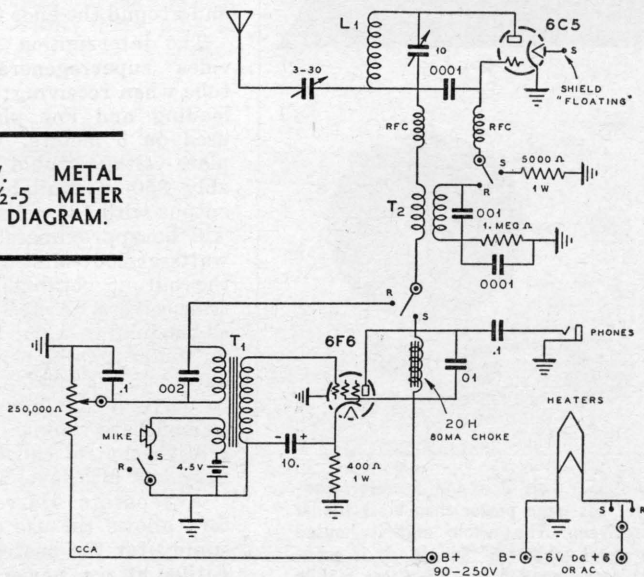 L1
6C5
10
3-30
0001
S
SHIELD
"FLOATING"
RFC
RFC
. METAL
½-5 METER
DIAGRAM.
S
5000 Ω
1 W
R
T2
001
1. MEG Ω
0001
R
S
T1
6F6
.1
PHONES
.1
002
01
250,000 Ω
HEATERS
MIKE
20 H
80MA CHOKE
S
R
4.5V
- +
10.
400 Ω
1 W
S
R
CCA
B+
90-250V
B-
-6V DC +6
OR AC